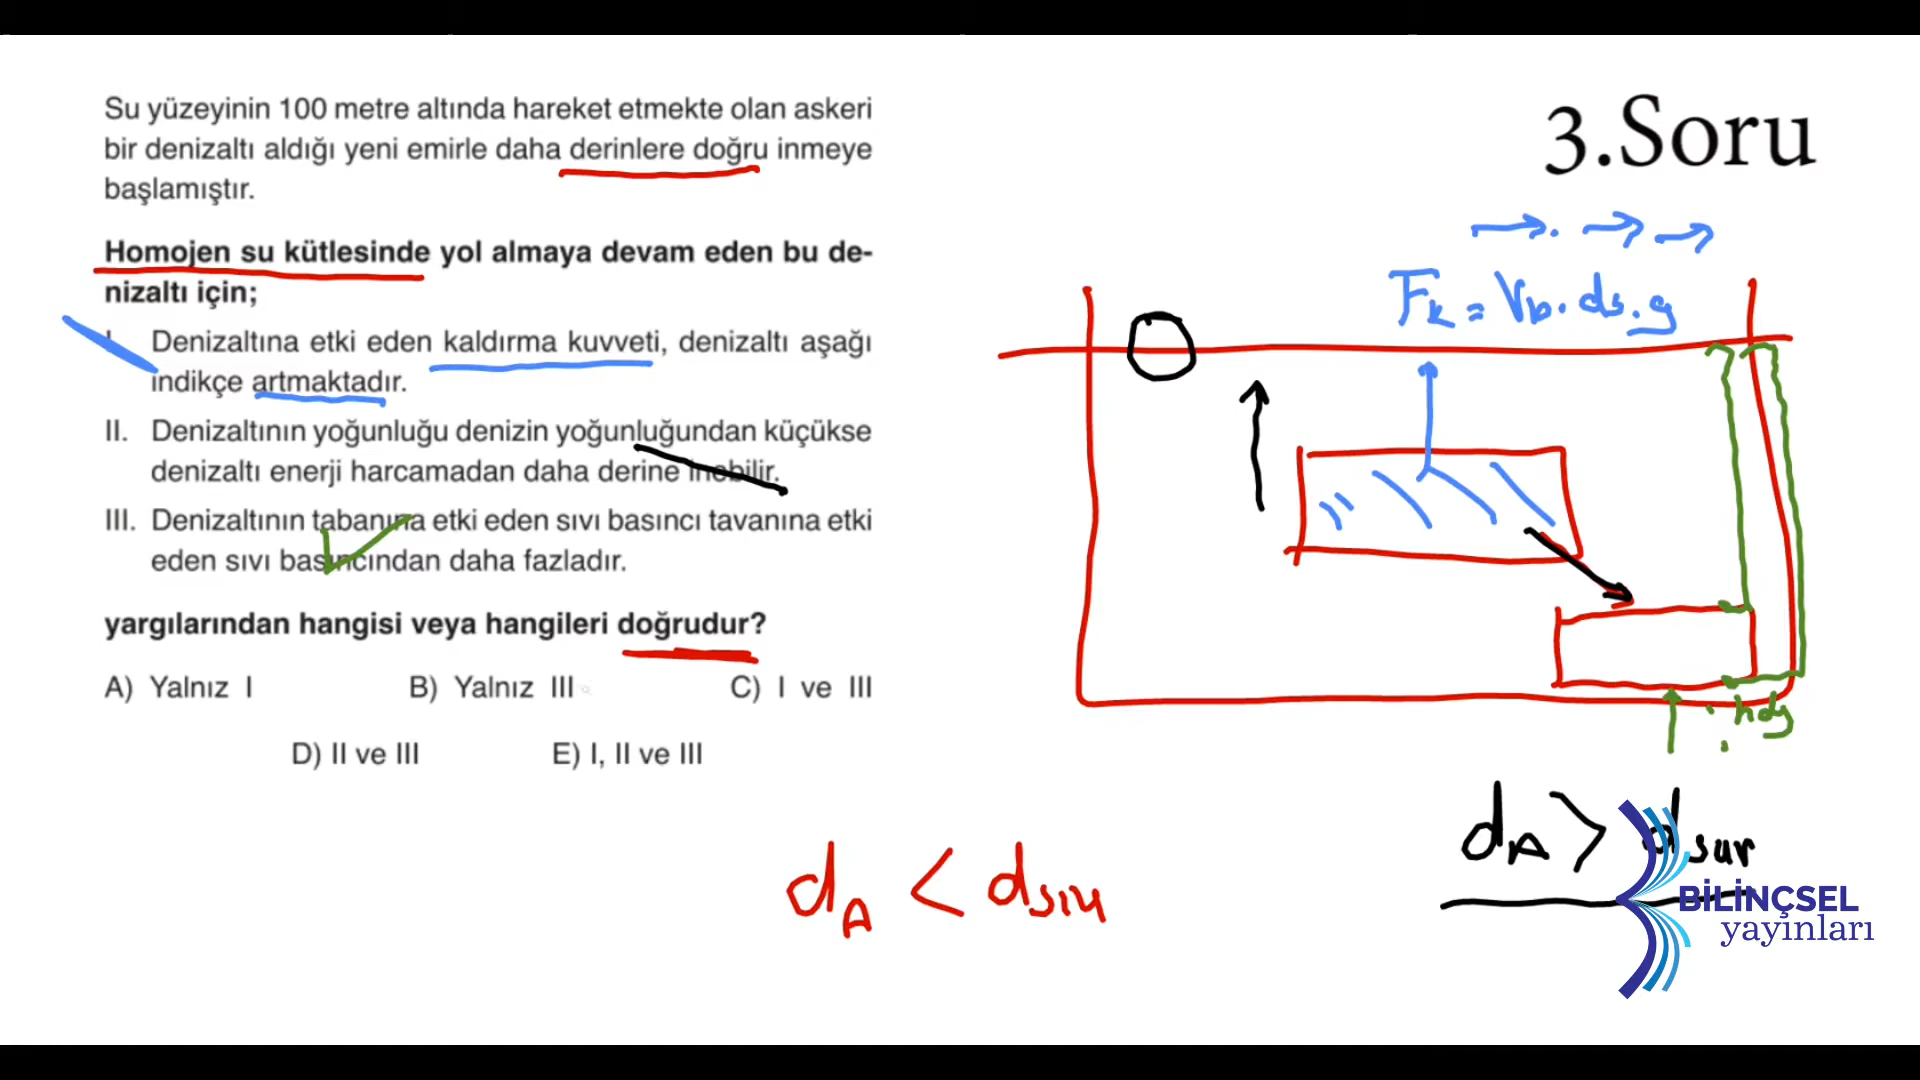 Su yüzeyinin 100 metre altında hareket etmekte olan askeri
bir denizaltı aldığı yeni emirle daha derinlere doğru inmeye
başlamıştır.
Homojen su kütlesinde yol almaya devam eden bu de-
nizaltı için;
I. Denizaltına etki eden kaldırma kuvveti, denizaltı aşağı
indikçe artmaktadır.
II. Denizaltının yoğunluğu denizin yoğunluğundan küçükse
denizaltı enerji harcamadan daha derine inebilir.
III. Denizaltının tabanına etki eden sıvı basıncı tavanına etki
eden sıvı basıncından daha fazladır.
yargılarından hangisi veya hangileri doğrudur?
A) Yalnız I B) Yalnız III C) I ve III
D) II ve III E) I, II ve III
3.Soru
Fk = Vb. ds. g
hdg
dA > dsıvı
dA < dsıvı
BİLİNÇSEL
yayınları